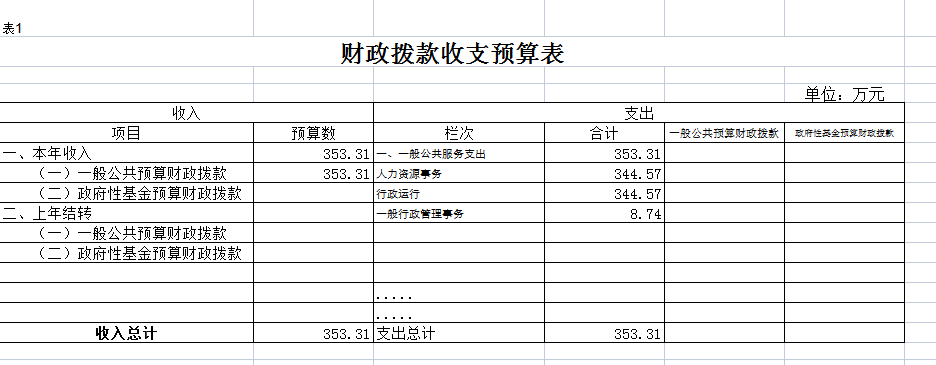 表1
财政拨款收支预算表
单位：万元
收入 支出
项目 预算数 栏次 合计 一般公共预算财政拨款 政府性基金预算财政拨款
一、本年收入 353.31 一、一般公共服务支出 353.31
（一）一般公共预算财政拨款 353.31 人力资源事务 344.57
（二）政府性基金预算财政拨款 行政运行 344.57
二、上年结转 一般行政管理事务 8.74
（一）一般公共预算财政拨款
（二）政府性基金预算财政拨款
.....
.....
收入总计 353.31 支出总计 353.31